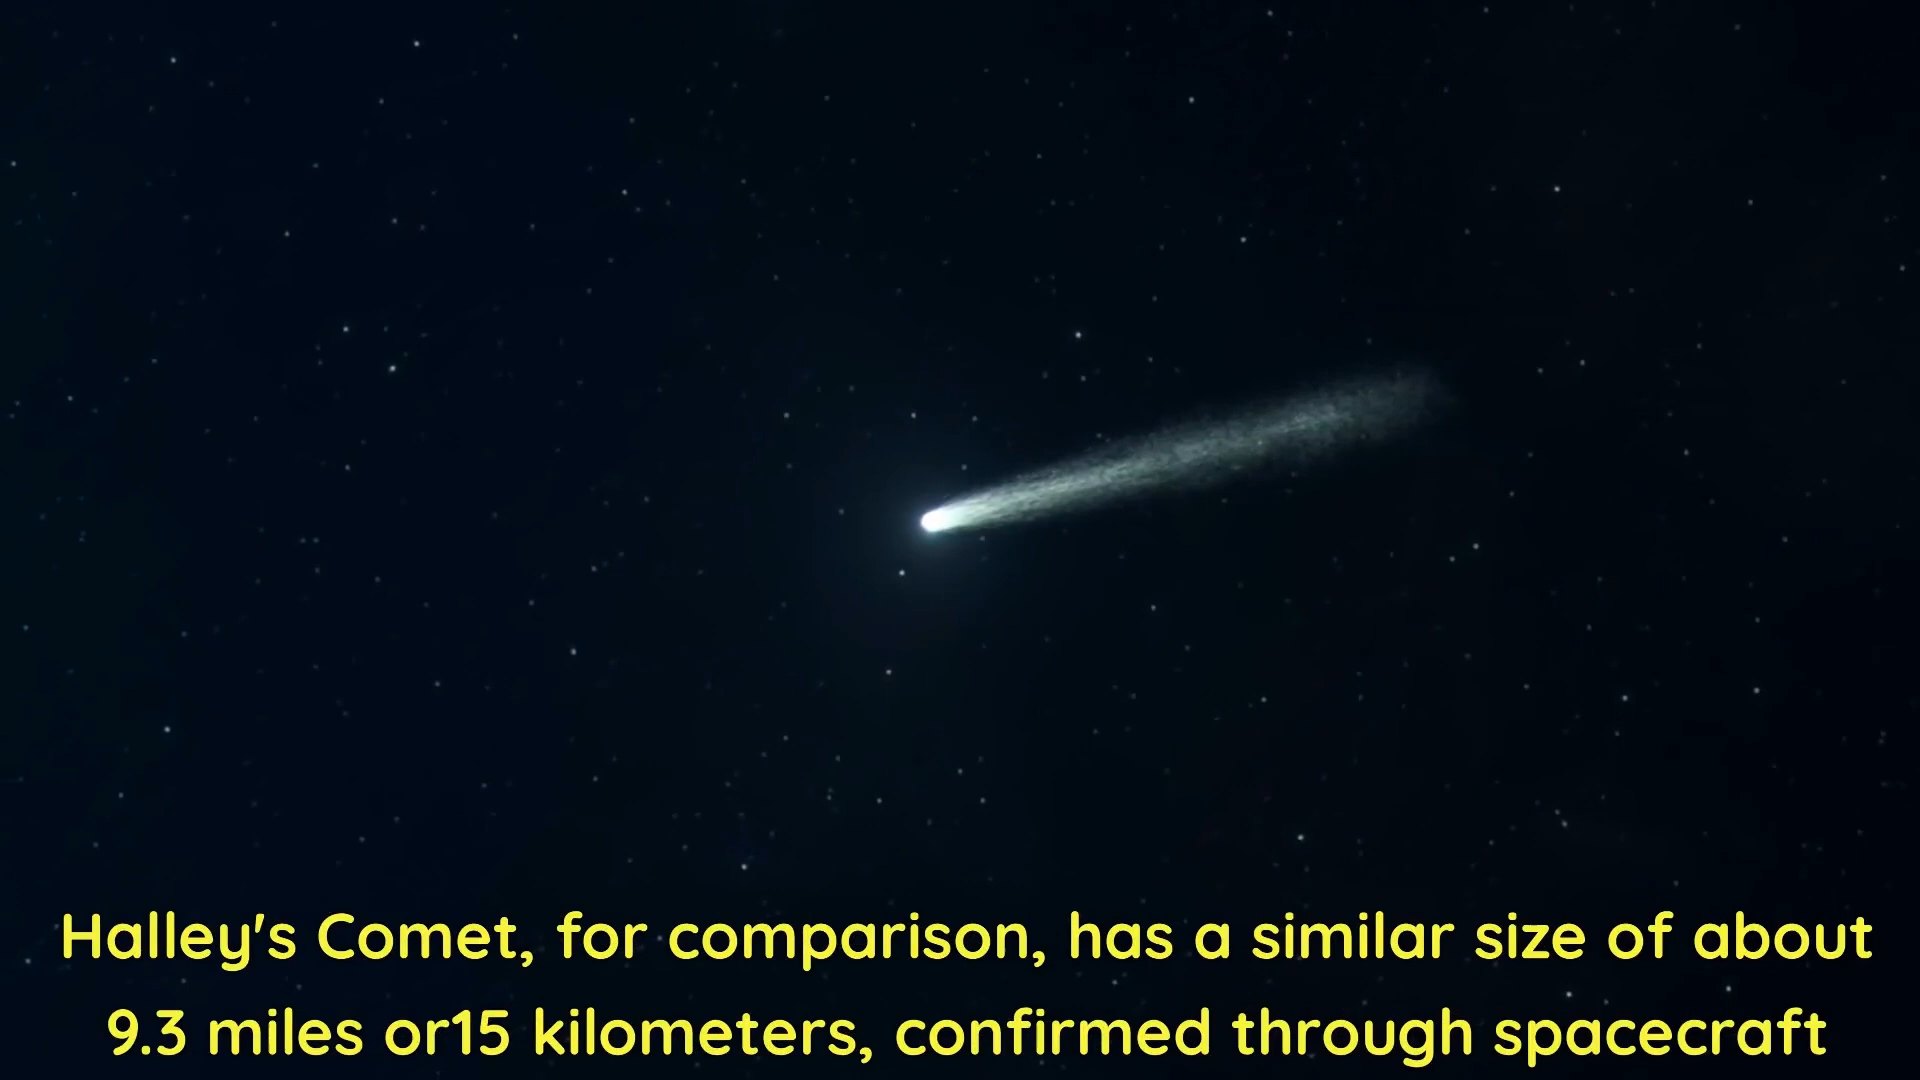 Halley's Comet, for comparison, has a similar size of about
9.3 miles or15 kilometers, confirmed through spacecraft